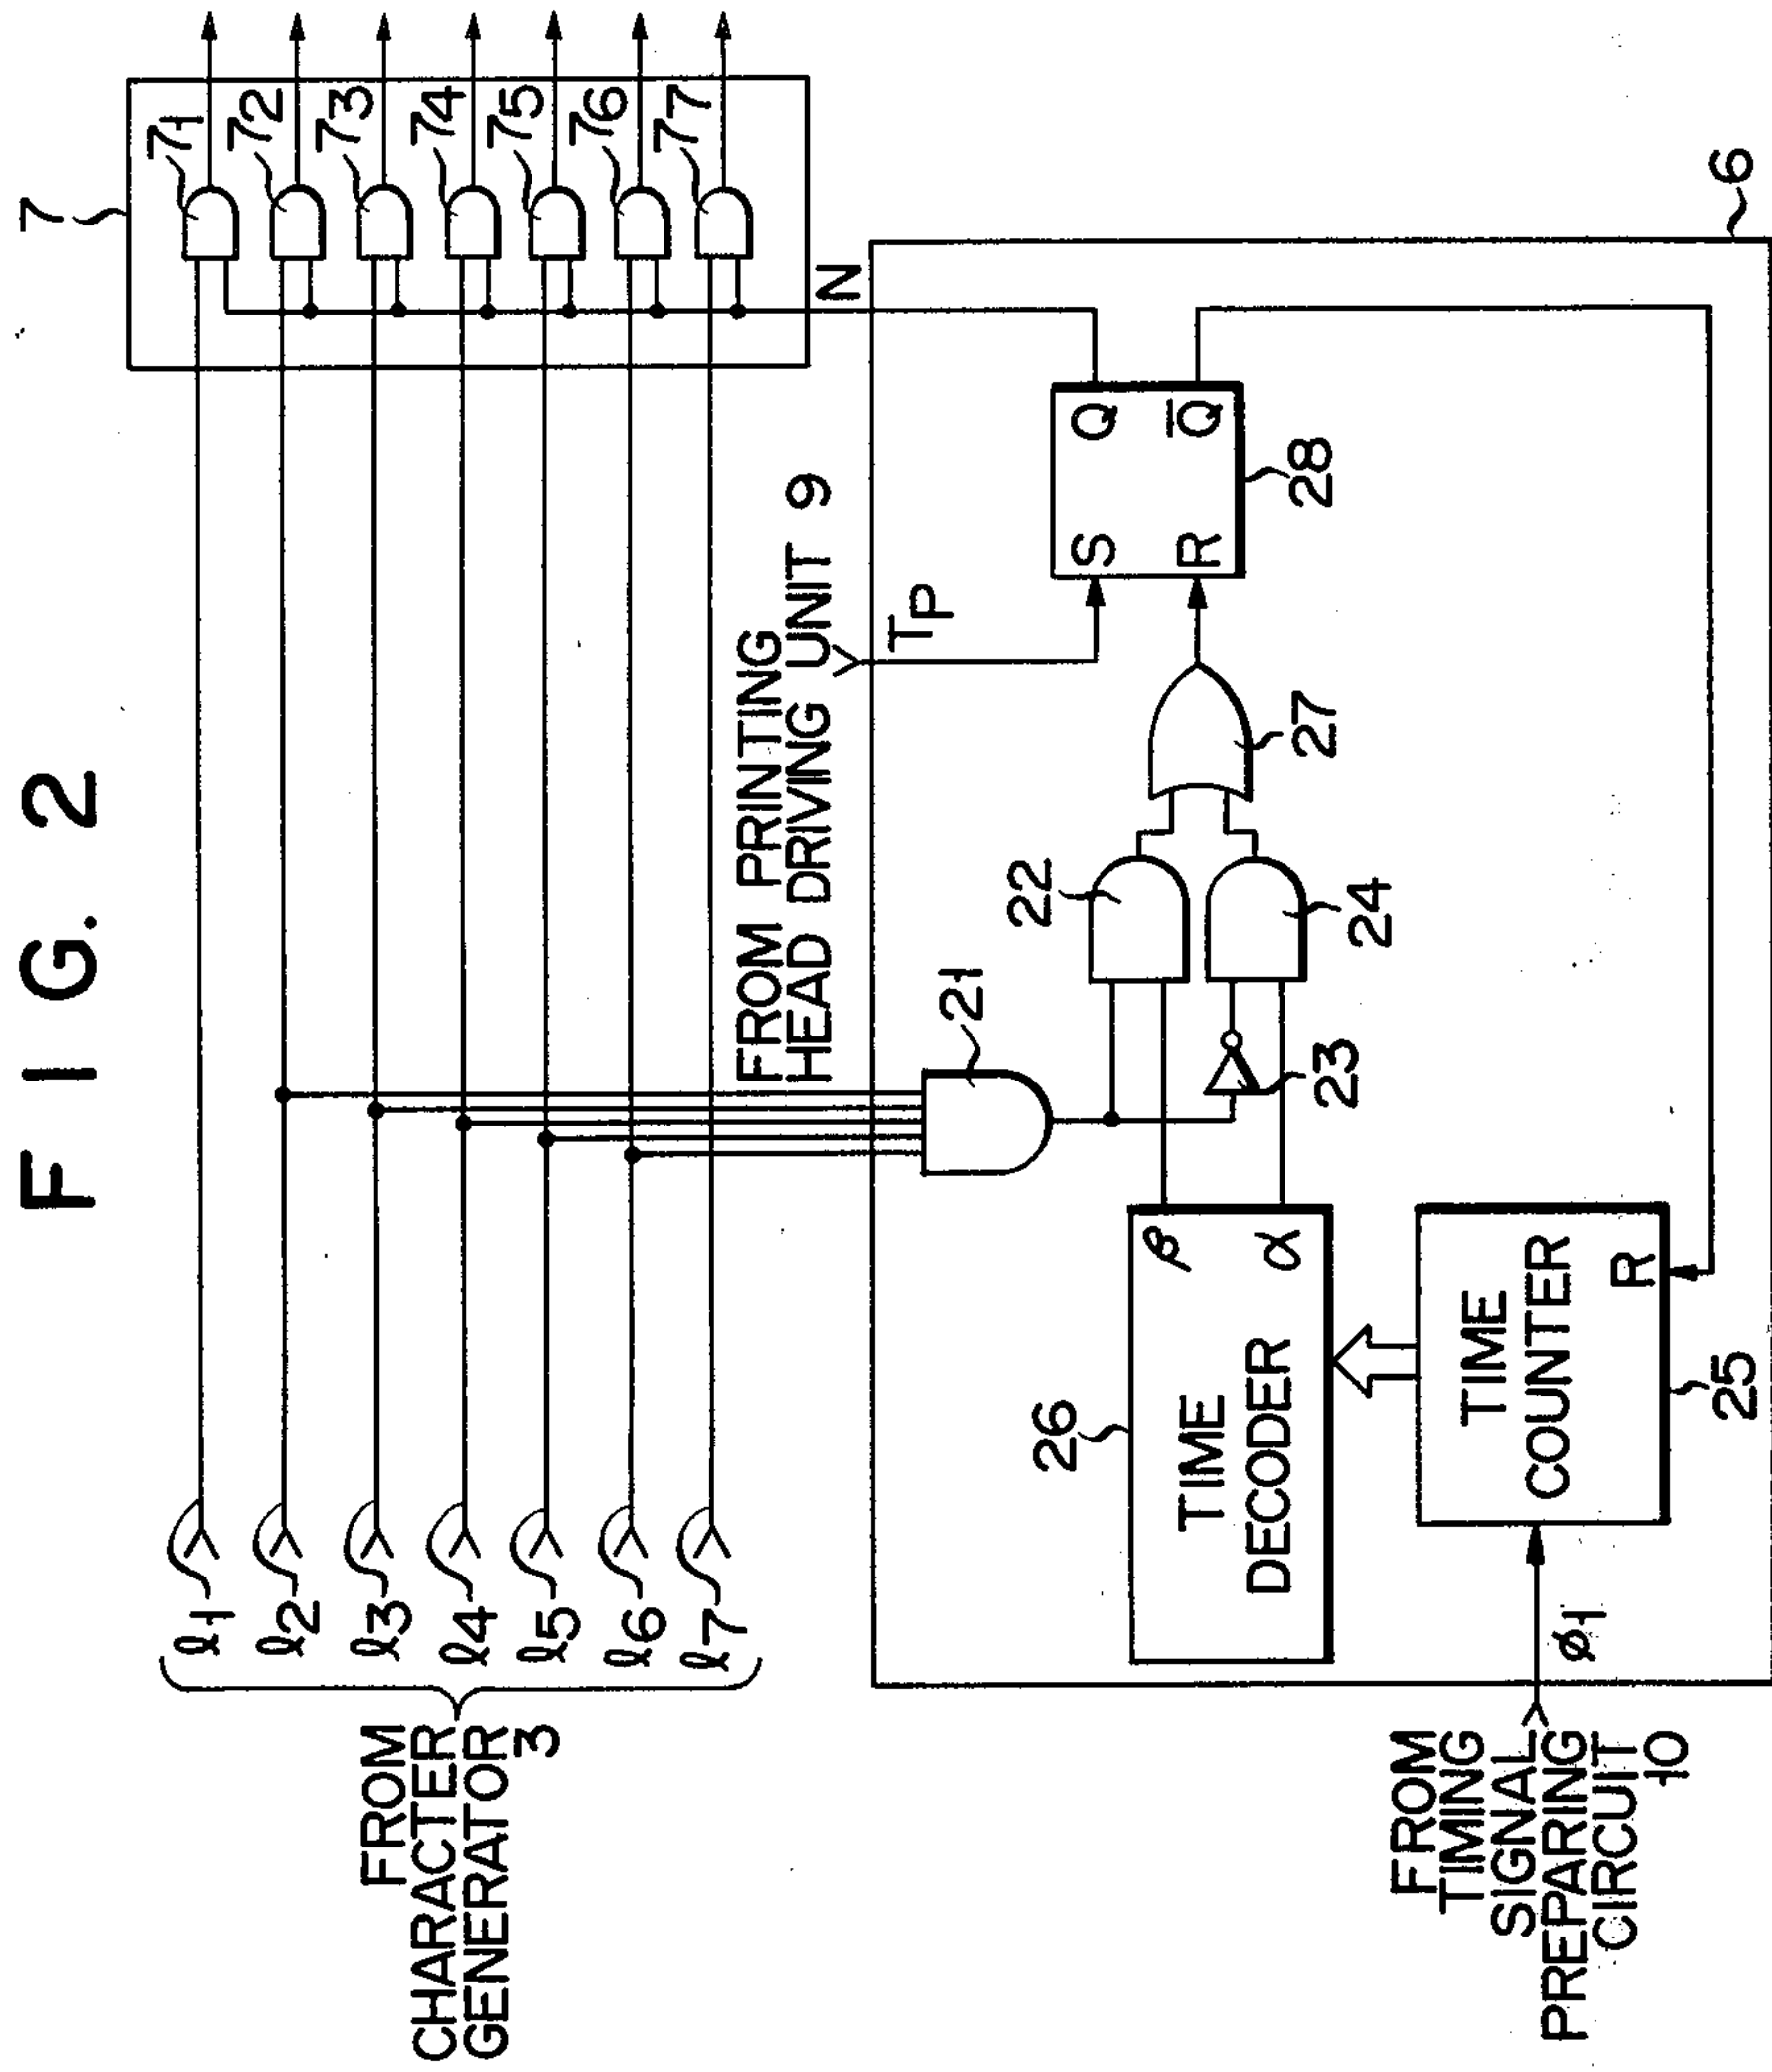 FIG. 2
FROM
CHARACTER
GENERATOR
3
ℓ1
ℓ2
ℓ3
ℓ4
ℓ5
ℓ6
ℓ7
7
71
72
73
74
75
76
77
N
FROM PRINTING
HEAD DRIVING UNIT 9
TP
21
22
23
24
27
S
R
Q
Q̅
28
26
TIME
DECODER
β
α
TIME
COUNTER
R
25
6
FROM
TIMING
SIGNAL
PREPARING
CIRCUIT
10
φ1